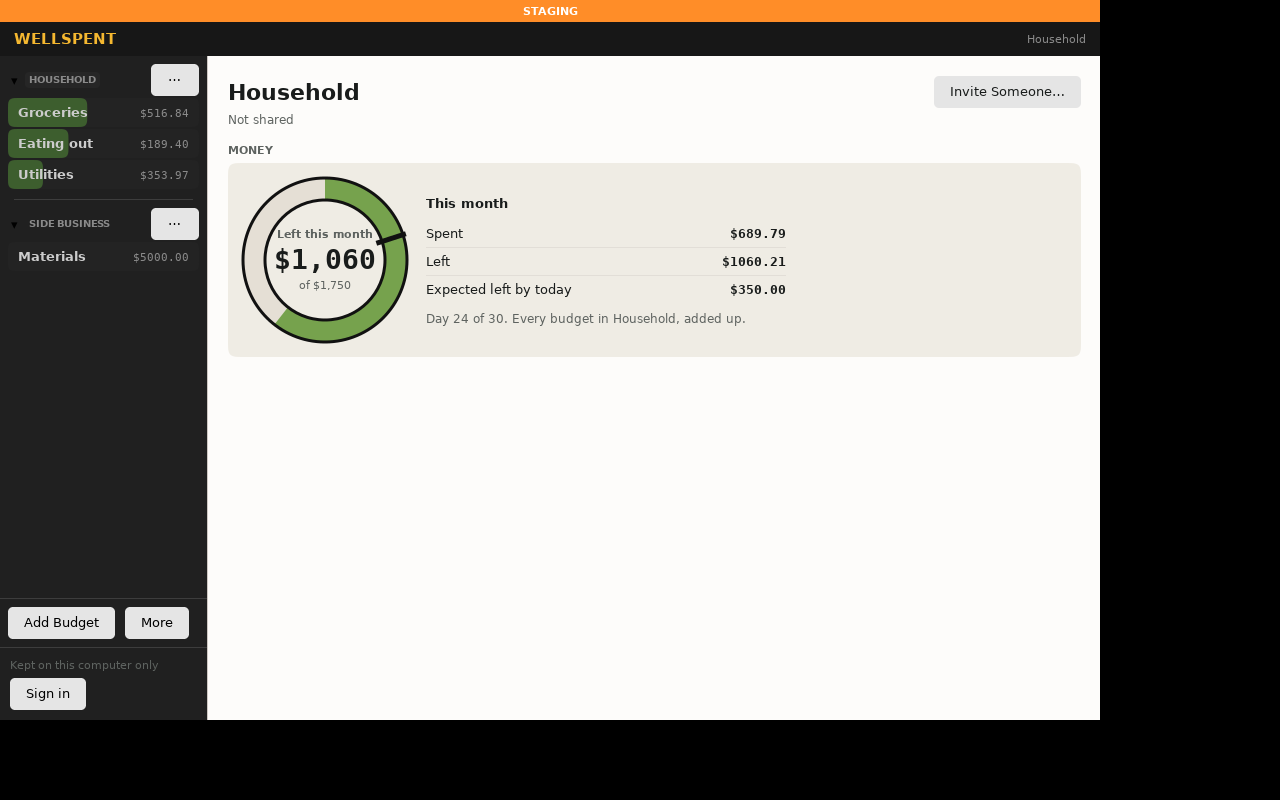 STAGING
WELLSPENT
Household
▼ HOUSEHOLD ...
Groceries $516.84
Eating out $189.40
Utilities $353.97
▼ SIDE BUSINESS ...
Materials $5000.00
Add Budget More
Kept on this computer only
Sign in
Household
Invite Someone...
Not shared
MONEY
Left this month
$1,060
of $1,750
This month
Spent $689.79
Left $1060.21
Expected left by today $350.00
Day 24 of 30. Every budget in Household, added up.